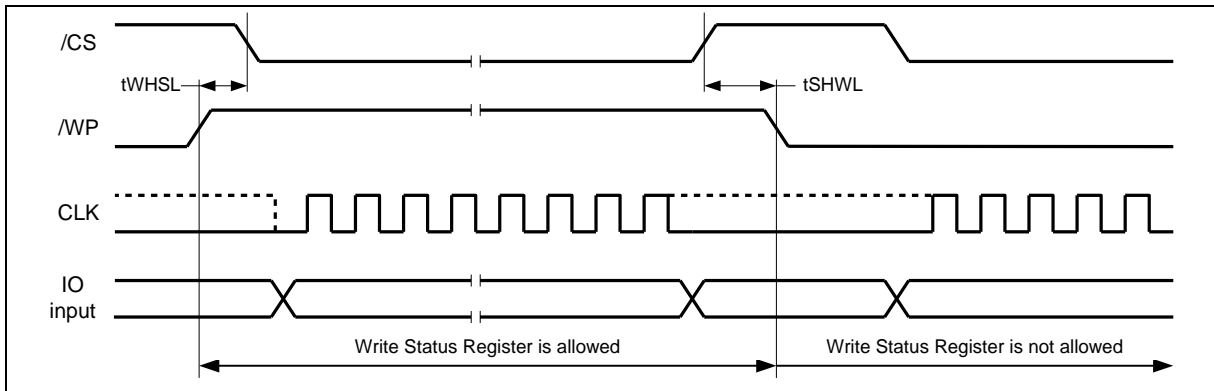 /CS
tWHSL
tSHWL
/WP
CLK
IO
input
Write Status Register is allowed
Write Status Register is not allowed